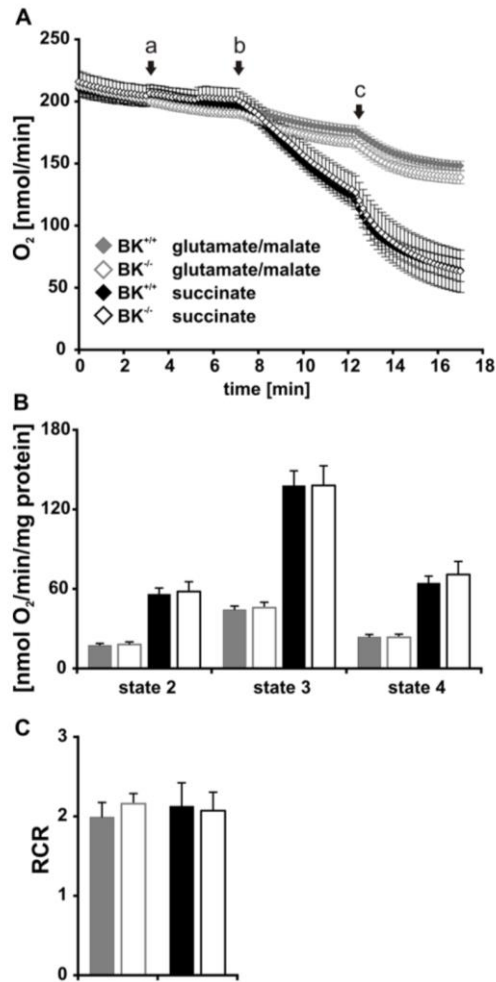 A
250
200
150
100
50
0
O₂ [nmol/min]
a
b
c
BK+/+ glutamate/malate
BK-/- glutamate/malate
BK+/+ succinate
BK-/- succinate
0 2 4 6 8 10 12 14 16 18
time [min]
B
180
120
60
0
[nmol O₂/min/mg protein]
state 2 state 3 state 4
C
3
2
1
0
RCR